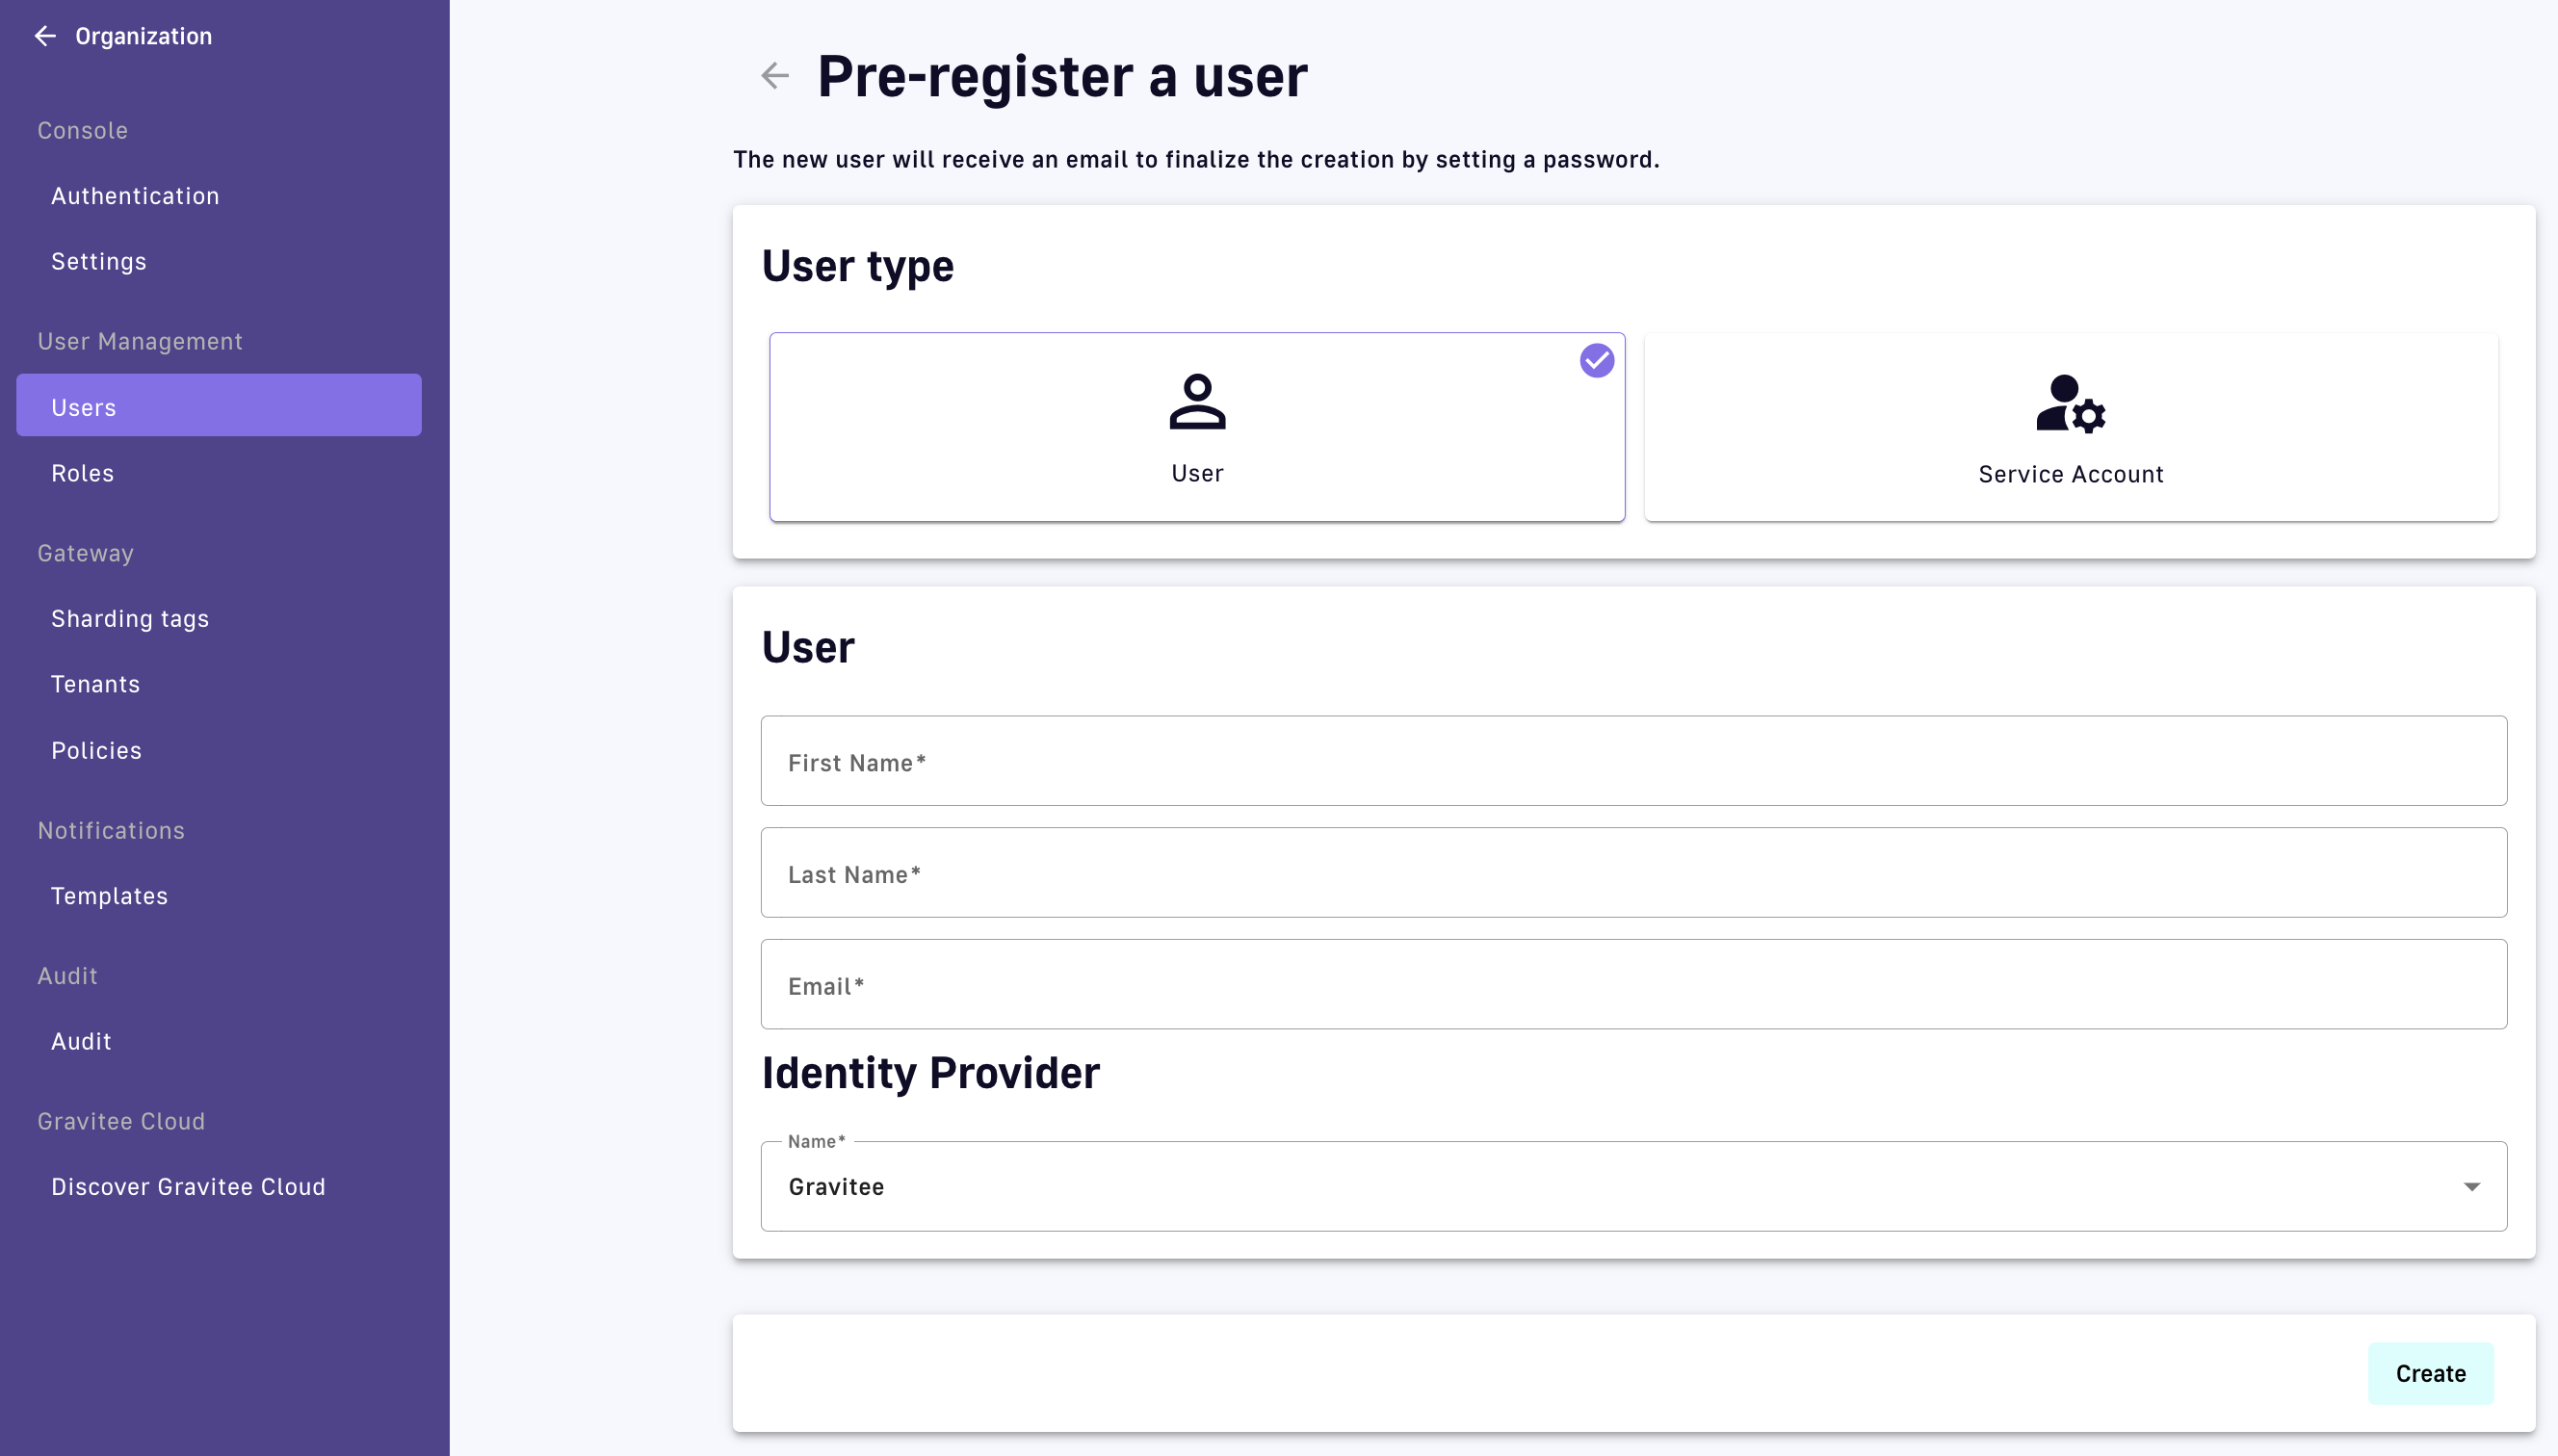 Organization
Console
Authentication
Settings
User Management
Users
Roles
Gateway
Sharding tags
Tenants
Policies
Notifications
Templates
Audit
Audit
Gravitee Cloud
Discover Gravitee Cloud
Pre-register a user
The new user will receive an email to finalize the creation by setting a password.
User type
User
Service Account
User
First Name*
Last Name*
Email*
Identity Provider
Name*
Gravitee
Create